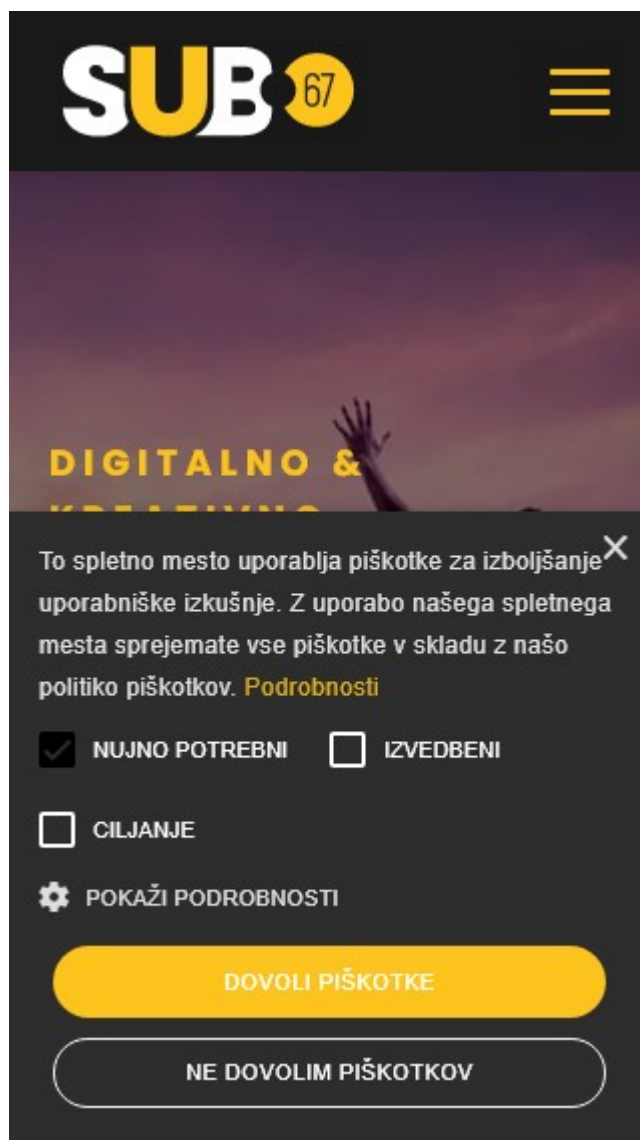 SUB 67
DIGITALNO &
KREATIVNO
To spletno mesto uporablja piškotke za izboljšanje
uporabniške izkušnje. Z uporabo našega spletnega
mesta sprejemate vse piškotke v skladu z našo
politiko piškotkov. Podrobnosti
NUJNO POTREBNI IZVEDBENI
CILJANJE
POKAŽI PODROBNOSTI
DOVOLI PIŠKOTKE
NE DOVOLIM PIŠKOTKOV